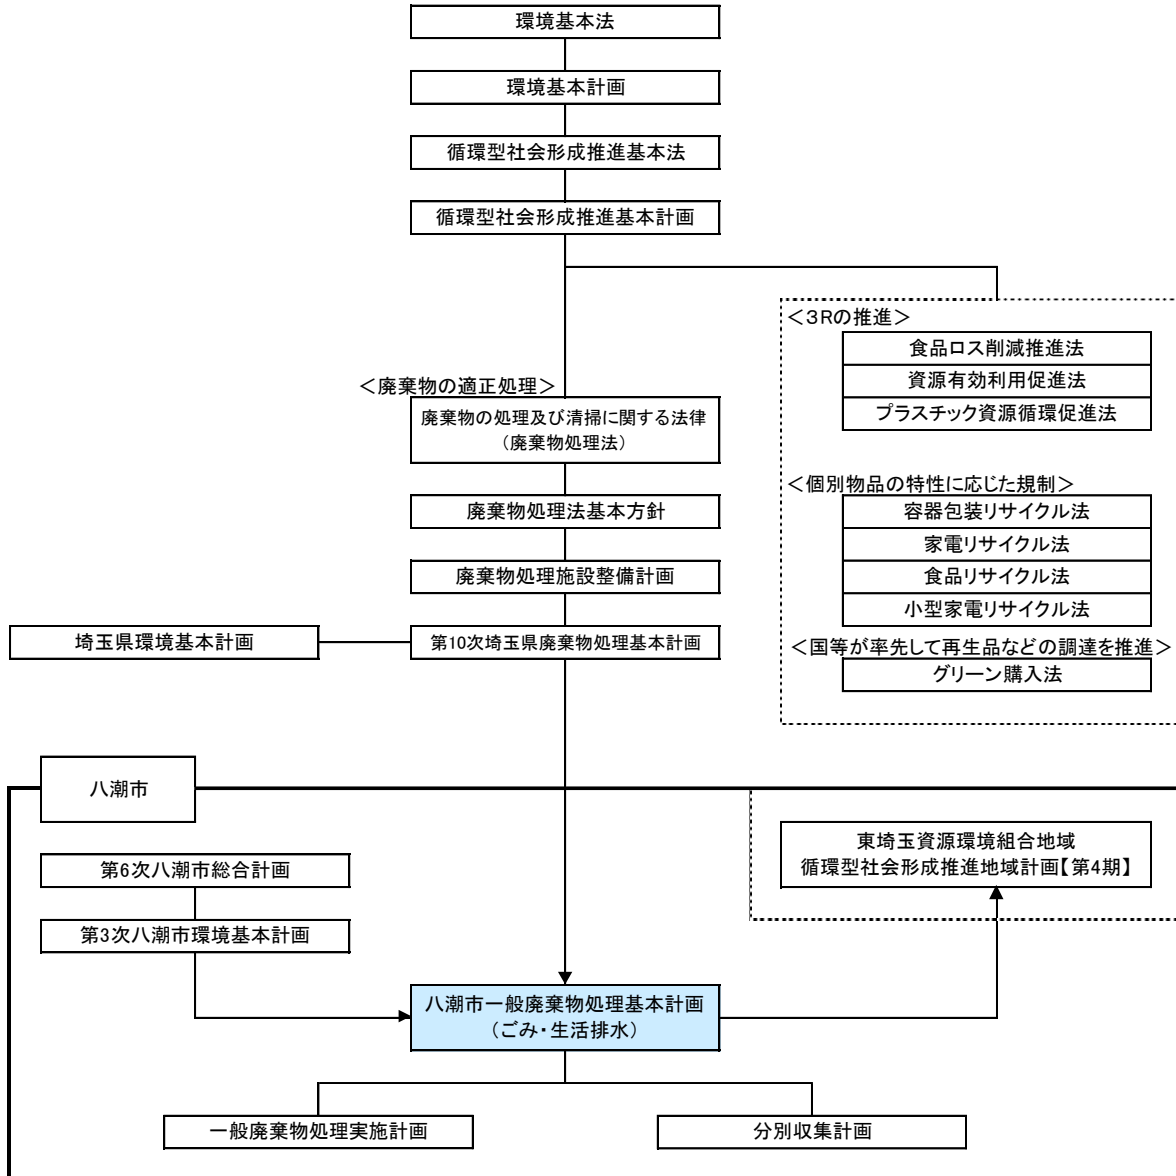 環境基本法
環境基本計画
循環型社会形成推進基本法
循環型社会形成推進基本計画
<3Rの推進>
食品ロス削減推進法
資源有効利用促進法
プラスチック資源循環促進法
<廃棄物の適正処理>
廃棄物の処理及び清掃に関する法律
(廃棄物処理法)
<個別物品の特性に応じた規制>
容器包装リサイクル法
家電リサイクル法
食品リサイクル法
小型家電リサイクル法
廃棄物処理法基本方針
廃棄物処理施設整備計画
埼玉県環境基本計画
第10次埼玉県廃棄物処理基本計画
<国等が率先して再生品などの調達を推進>
グリーン購入法
八潮市
第6次八潮市総合計画
第3次八潮市環境基本計画
東埼玉資源環境組合地域
循環型社会形成推進地域計画【第4期】
八潮市一般廃棄物処理基本計画
(ごみ・生活排水)
一般廃棄物処理実施計画
分別収集計画